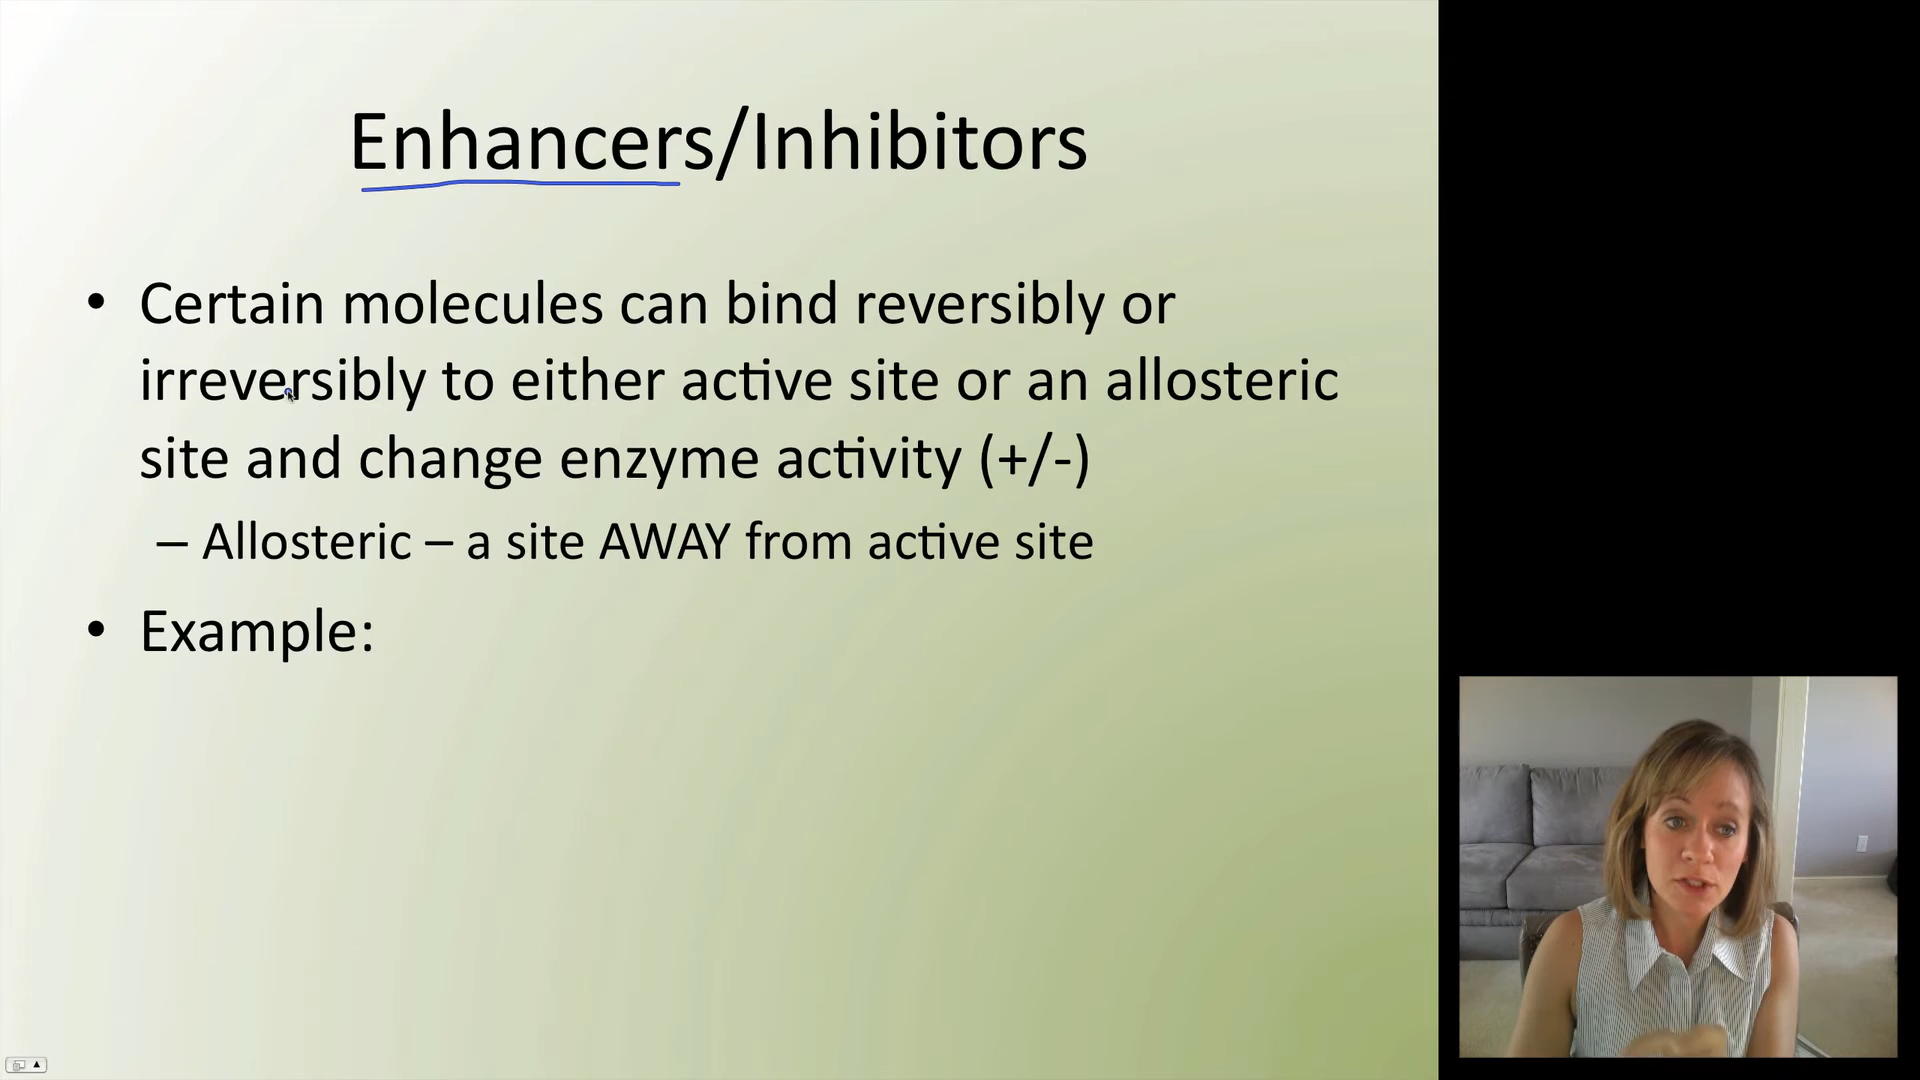 Enhancers/Inhibitors
• Certain molecules can bind reversibly or
irreversibly to either active site or an allosteric
site and change enzyme activity (+/-)
– Allosteric – a site AWAY from active site
• Example: